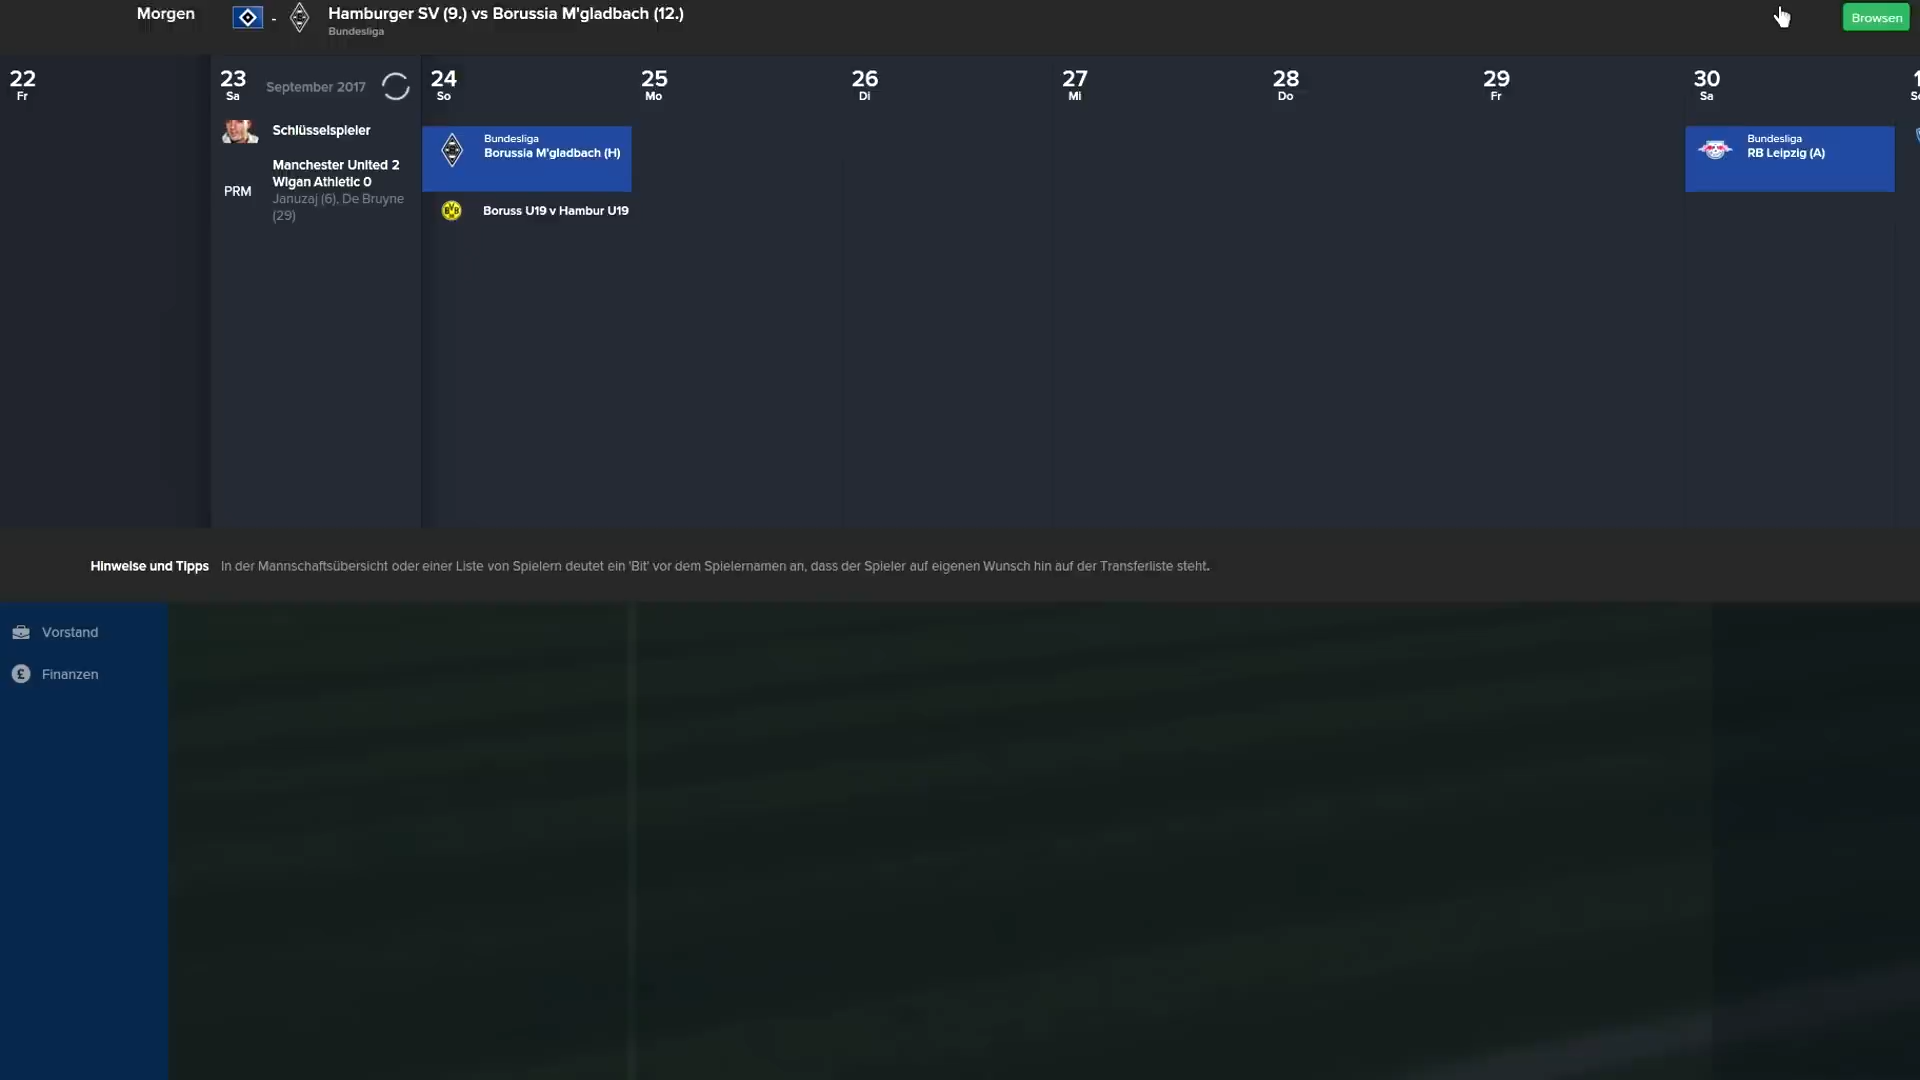 Morgen
-
Hamburger SV (9.) vs Borussia M'gladbach (12.)
Bundesliga
Browsen
22
Fr
23
Sa
September 2017
24
So
25
Mo
26
Di
27
Mi
28
Do
29
Fr
30
Sa
Schlüsselspieler
PRM
Manchester United 2
Wigan Athletic 0
Januzaj (6), De Bruyne
(29)
Bundesliga
Borussia M'gladbach (H)
BVB
Boruss U19 v Hambur U19
Bundesliga
RB Leipzig (A)
Hinweise und Tipps In der Mannschaftsübersicht oder einer Liste von Spielern deutet ein 'Bit' vor dem Spielernamen an, dass der Spieler auf eigenen Wunsch hin auf der Transferliste steht.
Vorstand
£ Finanzen